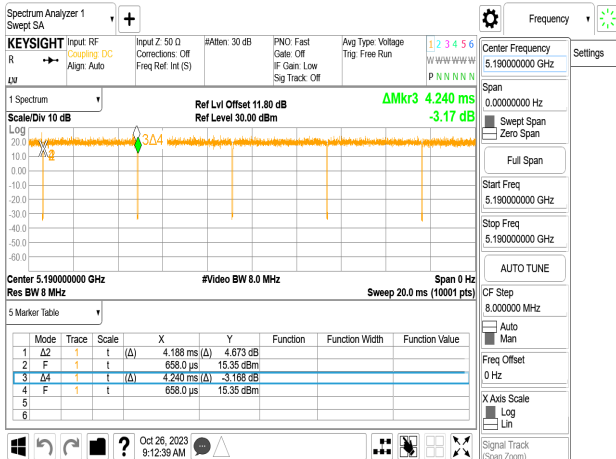 Spectrum Analyzer 1
Swept SA
Frequency
KEYSIGHT
R
LXI
Input: RF
Coupling: DC
Align: Auto
Input Z: 50 Ω
Corrections: Off
Freq Ref: Int (S)
#Atten: 30 dB
PNO: Fast
Gate: Off
IF Gain: Low
Sig Track: Off
Avg Type: Voltage
Trig: Free Run
1 2 3 4 5 6
W W W W W W
P N N N N N
Center Frequency
5.190000000 GHz
Settings
1 Spectrum
Scale/Div 10 dB
Ref Lvl Offset 11.80 dB
Ref Level 30.00 dBm
ΔMkr3 4.240 ms
-3.17 dB
Span
0.00000000 Hz
Swept Span
Zero Span
Full Span
Start Freq
5.190000000 GHz
Stop Freq
5.190000000 GHz
AUTO TUNE
CF Step
8.000000 MHz
Auto
Man
Freq Offset
0 Hz
X Axis Scale
Log
Lin
Signal Track
(Span Zoom)
Log
20.0
10.0
0.00
-10.0
-20.0
-30.0
-40.0
-50.0
-60.0
3Δ4
Center 5.190000000 GHz
Res BW 8 MHz
#Video BW 8.0 MHz
Span 0 Hz
Sweep 20.0 ms (10001 pts)
5 Marker Table
Mode Trace Scale X Y Function Function Width Function Value
1 Δ2 1 t (Δ) 4.188 ms (Δ) 4.673 dB
2 F 1 t 658.0 µs 15.35 dBm
3 Δ4 1 t (Δ) 4.240 ms (Δ) -3.168 dB
4 F 1 t 658.0 µs 15.35 dBm
5
6
?
Oct 26, 2023
9:12:39 AM